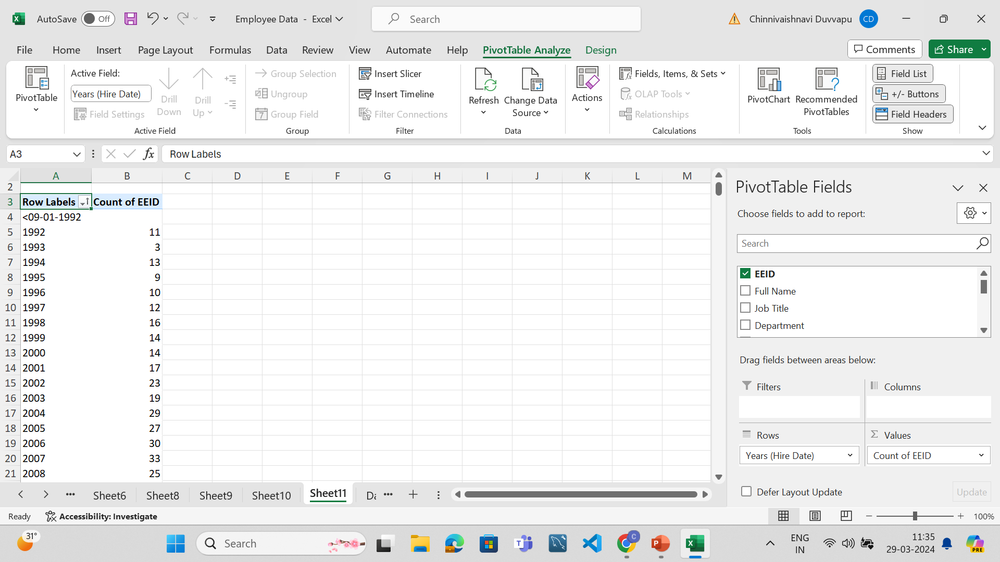 AutoSave Off Employee Data - Excel Search Chinnivaishnavi Duvvapu CD
File Home Insert Page Layout Formulas Data Review View Automate Help PivotTable Analyze Design Comments Share
PivotTable
Active Field:
Years (Hire Date)
Field Settings
Drill Down
Drill Up
Active Field
Group Selection
Ungroup
7 Group Field
Group
Insert Slicer
Insert Timeline
Filter Connections
Filter
Refresh
Change Data Source
Data
Actions
Fields, Items, & Sets
OLAP Tools
Relationships
Calculations
PivotChart
Recommended PivotTables
Tools
Field List
+/- Buttons
Field Headers
Show
A3 fx Row Labels
A B C D E F G H I J K L M
2
3 Row Labels Count of EEID
4 <09-01-1992
5 1992 11
6 1993 3
7 1994 13
8 1995 9
9 1996 10
10 1997 12
11 1998 16
12 1999 14
13 2000 14
14 2001 17
15 2002 23
16 2003 19
17 2004 29
18 2005 27
19 2006 30
20 2007 33
21 2008 25
PivotTable Fields
Choose fields to add to report:
Search
EEID
Full Name
Job Title
Department
Drag fields between areas below:
Filters
Columns
Rows
Σ Values
Years (Hire Date)
Count of EEID
Defer Layout Update
Update
Sheet6 Sheet8 Sheet9 Sheet10 Sheet11 Da
Ready Accessibility: Investigate 100%
31° Search T C P X ENG IN 11:35 29-03-2024 PRE